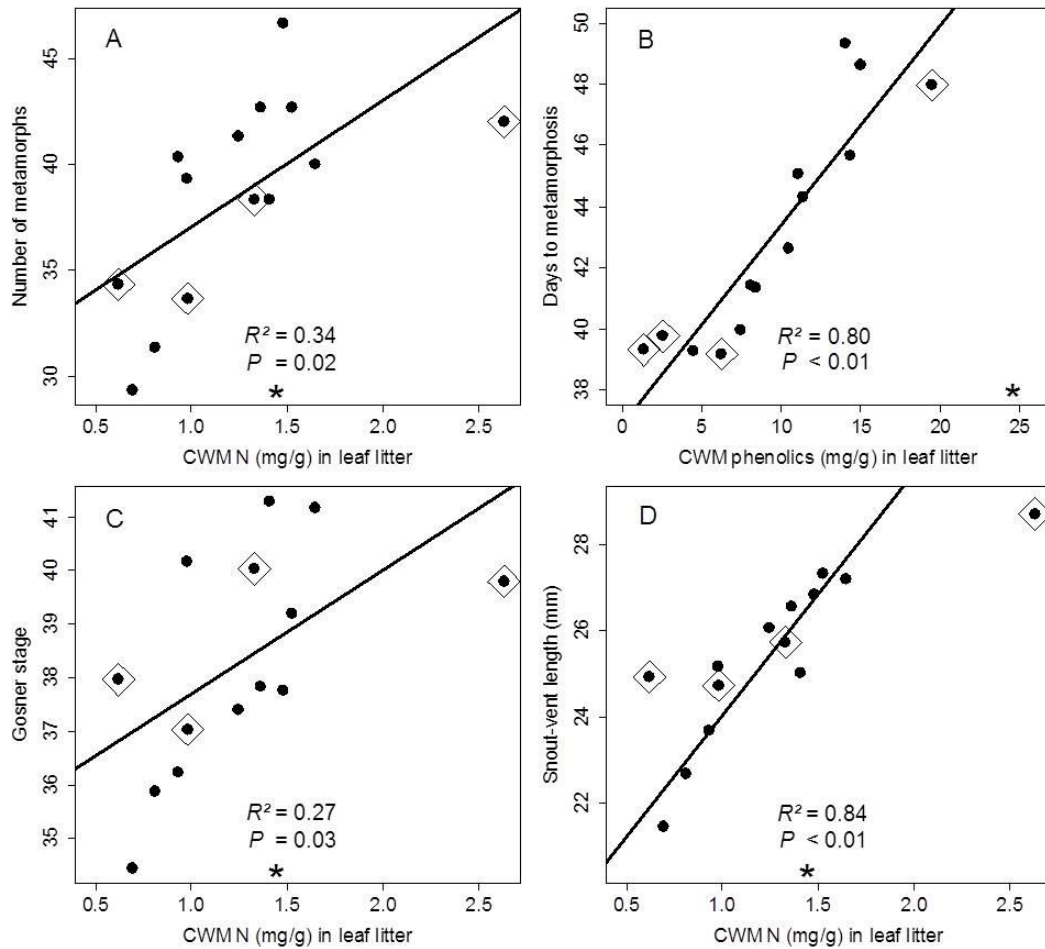 A
Number of metamorphs
45
40
35
30
R² = 0.34
P = 0.02
*
0.5 1.0 1.5 2.0 2.5
CWM N (mg/g) in leaf litter
B
Days to metamorphosis
50
48
46
44
42
40
38
R² = 0.80
P < 0.01
*
0 5 10 15 20 25
CWM phenolics (mg/g) in leaf litter
C
Gosner stage
41
40
39
38
37
36
35
R² = 0.27
P = 0.03
*
0.5 1.0 1.5 2.0 2.5
CWM N (mg/g) in leaf litter
D
Snout-vent length (mm)
28
26
24
22
R² = 0.84
P < 0.01
*
0.5 1.0 1.5 2.0 2.5
CWM N (mg/g) in leaf litter